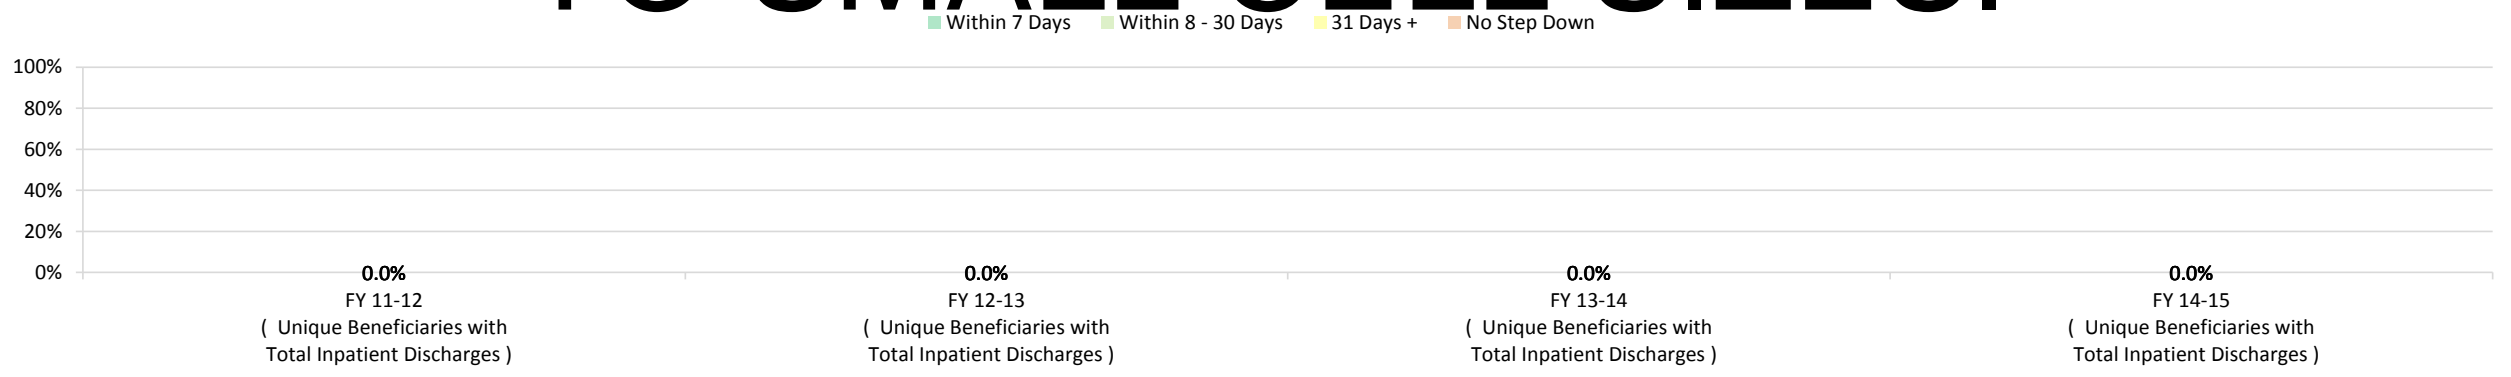 Within 7 Days Within 8 - 30 Days 31 Days + No Step Down
100%
80%
60%
40%
20%
0%
0.0% 0.0% 0.0% 0.0%
FY 11-12 FY 12-13 FY 13-14 FY 14-15
( Unique Beneficiaries with ( Unique Beneficiaries with ( Unique Beneficiaries with ( Unique Beneficiaries with
Total Inpatient Discharges ) Total Inpatient Discharges ) Total Inpatient Discharges ) Total Inpatient Discharges )